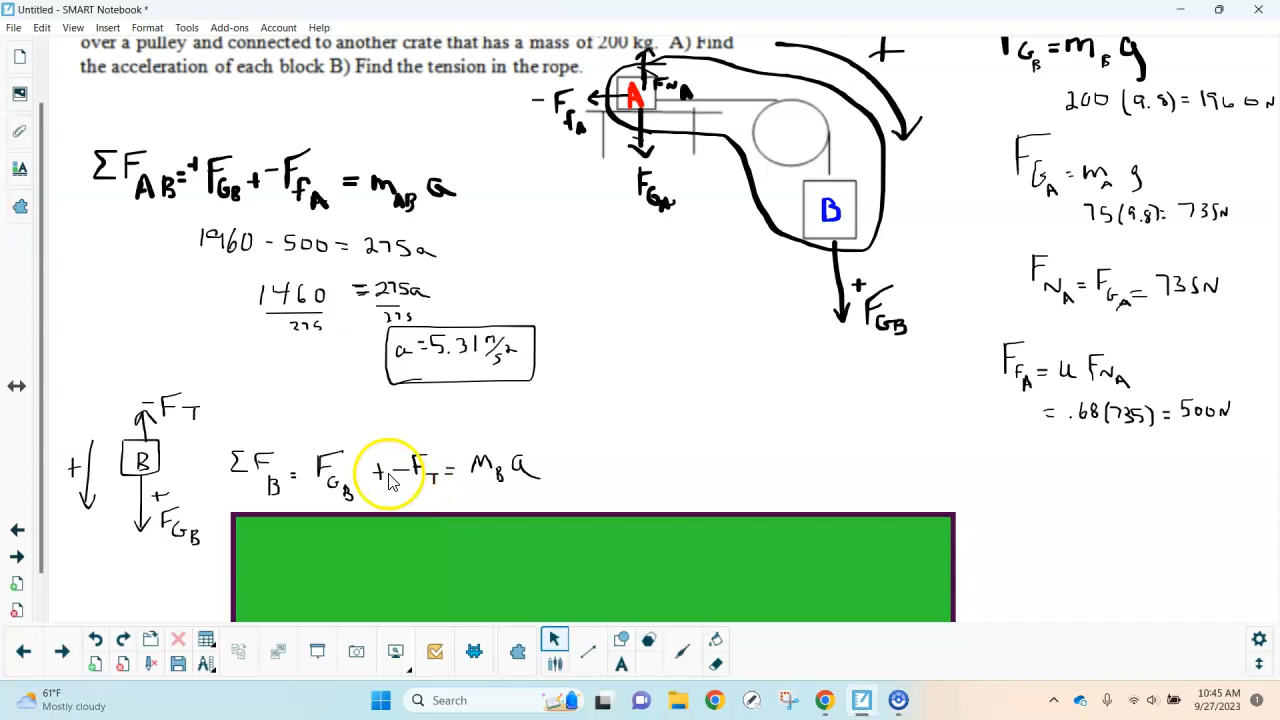 Untitled - SMART Notebook *
File Edit View Insert Format Tools Add-ons Account Help
over a pulley and connected to another crate that has a mass of 200 kg. A) Find
the acceleration of each block B) Find the tension in the rope.
+
F_GB = m_B g
200 (9.8) = 1960 N
F_GA = m_A g
75 (9.8) = 735N
F_NA = F_GA = 735N
F_fA = u F_NA
= .68 (735) = 500N
F_NA
A
- F_fA
F_GA
B
+
F_GB
ΣF_AB = +F_GB + -F_fA = m_AB a
1960 - 500 = 275a
1460 = 275a
275 275
a = 5.31 m/s2
-F_T
+
B
+
F_GB
ΣF_B = F_GB + -F_T = m_B a
61°F
Mostly cloudy
Search
10:45 AM
9/27/2023